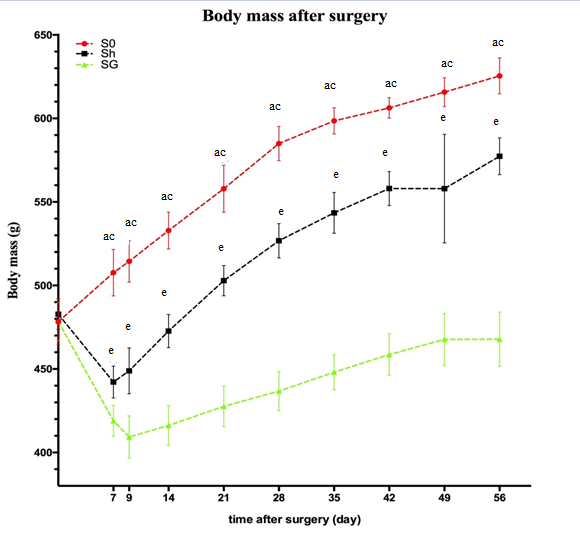 Body mass after surgery
650
S0
Sh
SG
ac
ac
ac
ac
ac
ac
ac
ac
ac
600
e
e
e
e
e
550
e
e
e
e
500
450
400
Body mass (g)
7 9 14 21 28 35 42 49 56
time after surgery (day)